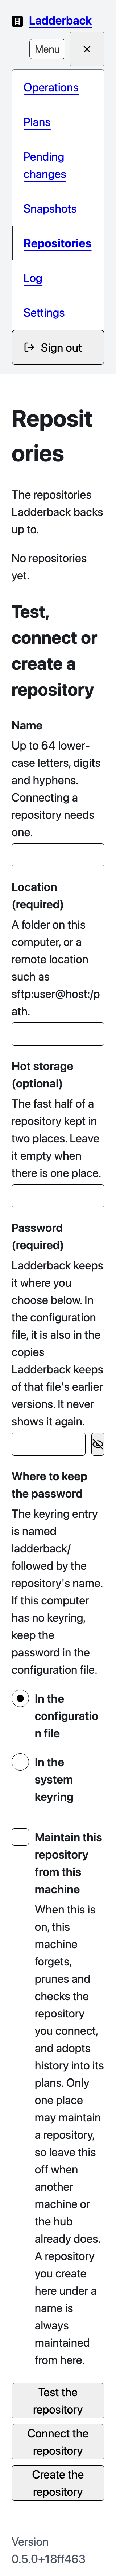 Ladderback
Menu
Operations
Plans
Pending
changes
Snapshots
Repositories
Log
Settings
Sign out
Reposit
ories
The repositories
Ladderback backs
up to.
No repositories
yet.
Test,
connect or
create a
repository
Name
Up to 64 lower-
case letters, digits
and hyphens.
Connecting a
repository needs
one.
Location
(required)
A folder on this
computer, or a
remote location
such as
sftp:user@host:/p
ath.
Hot storage
(optional)
The fast half of a
repository kept in
two places. Leave
it empty when
there is one place.
Password
(required)
Ladderback keeps
it where you
choose below. In
the configuration
file, it is also in the
copies
Ladderback keeps
of that file's earlier
versions. It never
shows it again.
Where to keep
the password
The keyring entry
is named
ladderback/
followed by the
repository's name.
If this computer
has no keyring,
keep the
password in the
configuration file.
In the
configuratio
n file
In the
system
keyring
Maintain this
repository
from this
machine
When this is
on, this
machine
forgets,
prunes and
checks the
repository
you connect,
and adopts
history into its
plans. Only
one place
may maintain
a repository,
so leave this
off when
another
machine or
the hub
already does.
A repository
you create
here under a
name is
always
maintained
from here.
Test the
repository
Connect the
repository
Create the
repository
Version
0.5.0+18ff463